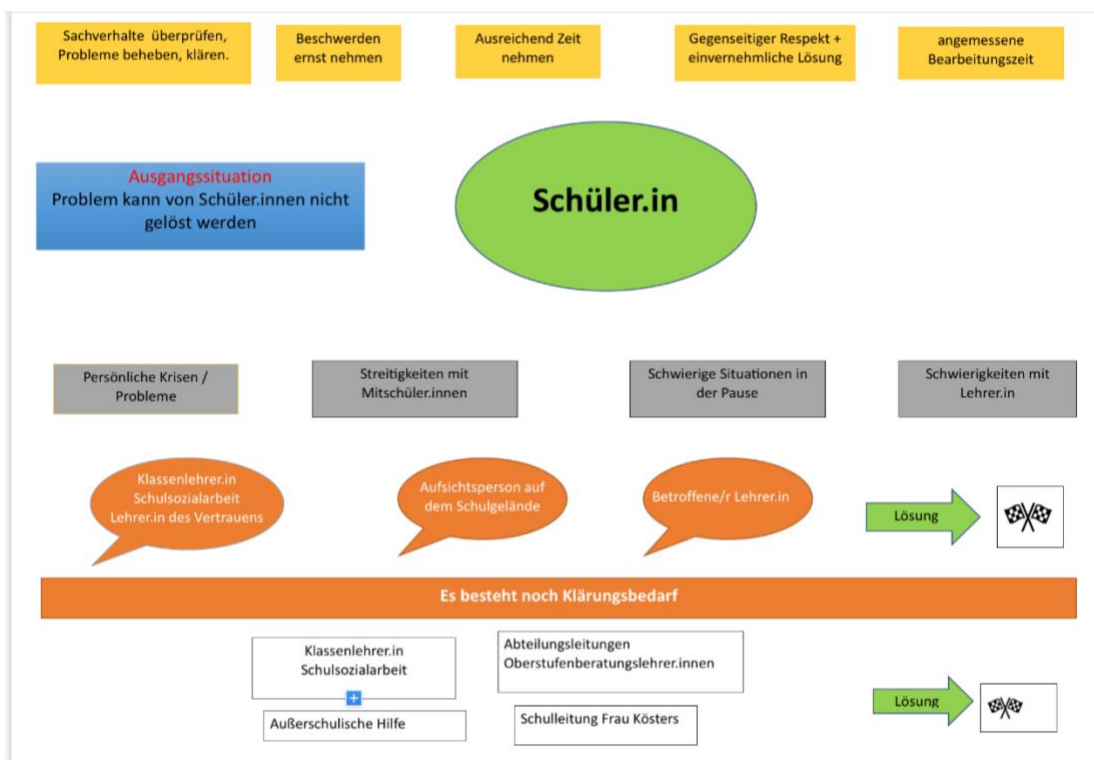 Sachverhalte überprüfen,
Probleme beheben, klären.
Beschwerden
ernst nehmen
Ausreichend Zeit
nehmen
Gegenseitiger Respekt +
einvernehmliche Lösung
angemessene
Bearbeitungszeit
Ausgangssituation
Problem kann von Schüler.innen nicht
gelöst werden
Schüler.in
Persönliche Krisen /
Probleme
Streitigkeiten mit
Mitschüler.innen
Schwierige Situationen in
der Pause
Schwierigkeiten mit
Lehrer.in
Klassenlehrer.in
Schulsozialarbeit
Lehrer.in des Vertrauens
Aufsichtsperson auf
dem Schulgelände
Betroffene/r Lehrer.in
Lösung
Es besteht noch Klärungsbedarf
Klassenlehrer.in
Schulsozialarbeit
+
Außerschulische Hilfe
Abteilungsleitungen
Oberstufenberatungslehrer.innen
Schulleitung Frau Kösters
Lösung